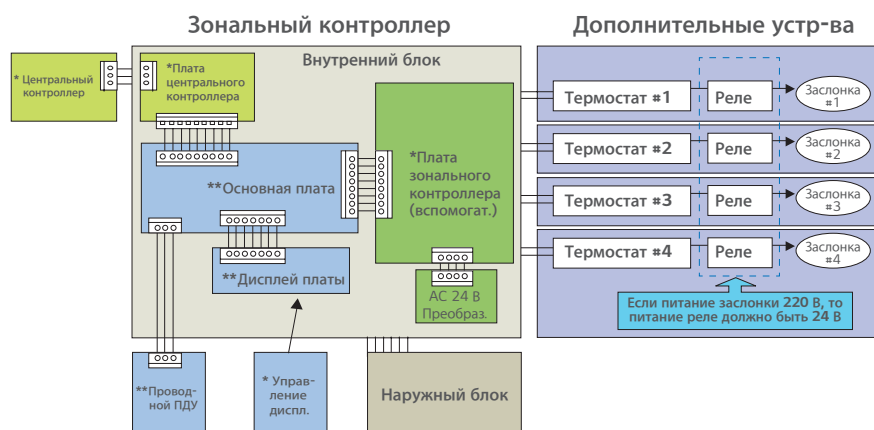 Зональный контроллер
Дополнительные устр-ва
Внутренний блок
* Центральный
контроллер
*Плата
центрального
контроллера
*Плата
зонального
контроллера
(вспомогат.)
**Основная плата
**Дисплей платы
АС 24 В
Преобраз.
**Провод-
ной ПДУ
* Управ-
ление
диспл.
Наружный блок
Термостат #1
Реле
Заслонка
#1
Термостат #2
Реле
Заслонка
#2
Термостат #3
Реле
Заслонка
#3
Термостат #4
Реле
Заслонка
#4
Если питание заслонки 220 В, то
питание реле должно быть 24 В